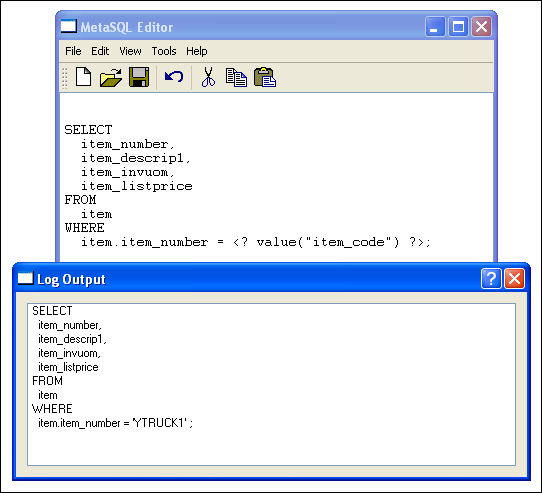 MetaSQL Editor
File Edit View Tools Help
SELECT
item_number,
item_descrip1,
item_invuom,
item_listprice
FROM
item
WHERE
item.item_number = <? value("item_code") ?>;
Log Output
SELECT
item_number,
item_descrip1,
item_invuom,
item_listprice
FROM
item
WHERE
item.item_number = 'YTRUCK1' ;